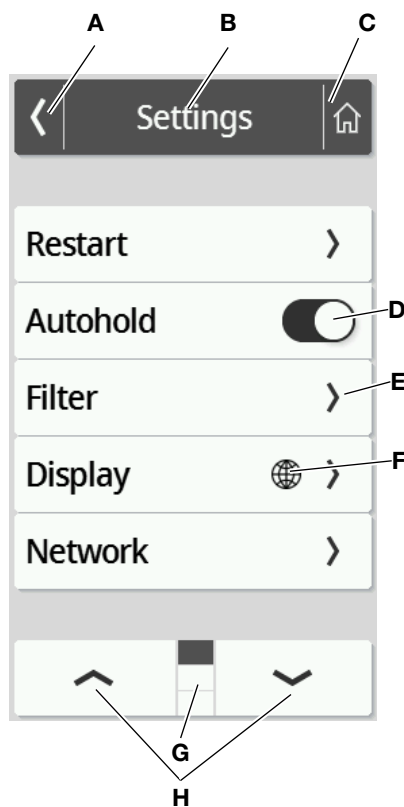 A B C
Settings
Restart
Autohold
D
Filter
E
Display
F
Network
G
H